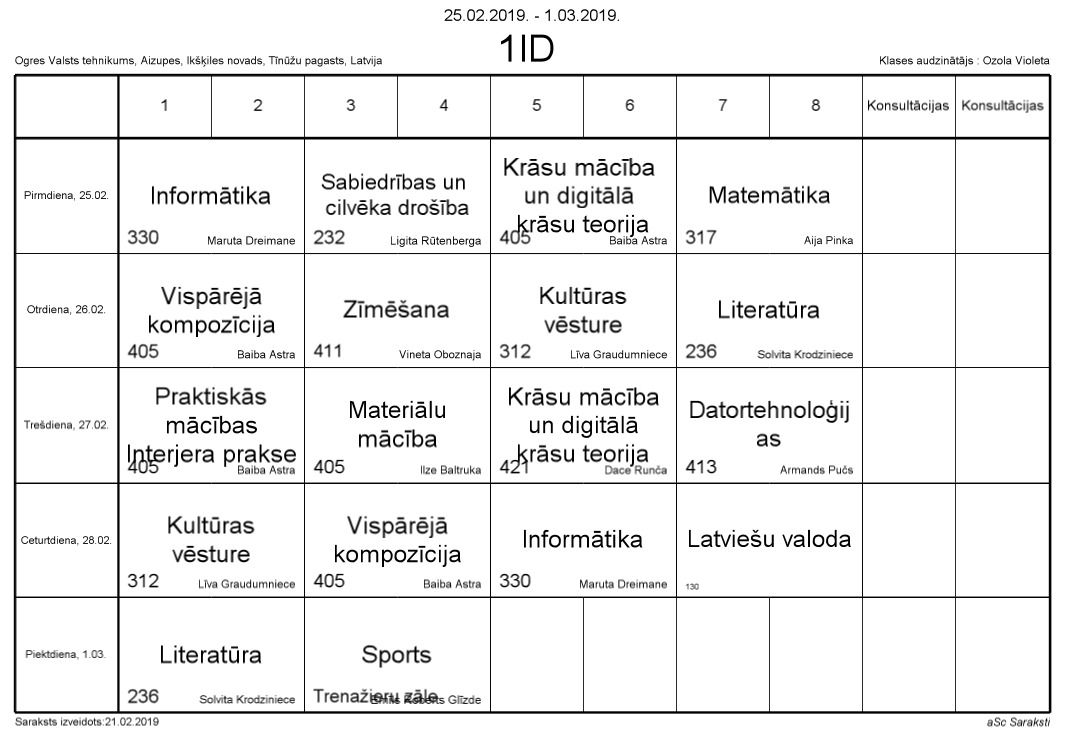 25.02.2019. - 1.03.2019.
1ID
Ogres Valsts tehnikums, Aizupes, Ikšķiles novads, Tīnūžu pagasts, Latvija
Klases audzinātājs : Ozola Violeta
1 2 3 4 5 6 7 8 Konsultācijas Konsultācijas
Pirmdiena, 25.02.
Informātika
330 Maruta Dreimane
Sabiedrības un
cilvēka drošība
232 Ligita Rūtenberga
Krāsu mācība
un digitālā
krāsu teorija
405 Baiba Astra
Matemātika
317 Aija Pinka
Otrdiena, 26.02.
Vispārējā
kompozīcija
405 Baiba Astra
Zīmēšana
411 Vineta Oboznaja
Kultūras
vēsture
312 Līva Graudumniece
Literatūra
236 Solvita Krodziniece
Trešdiena, 27.02.
Praktiskās
mācības
Interjera prakse
405 Baiba Astra
Materiālu
mācība
405 Ilze Baltruka
Krāsu mācība
un digitālā
krāsu teorija
421 Dace Runča
Datortehnoloģij
as
413 Armands Pučs
Ceturtdiena, 28.02.
Kultūras
vēsture
312 Līva Graudumniece
Vispārējā
kompozīcija
405 Baiba Astra
Informātika
330 Maruta Dreimane
Latviešu valoda
130
Piektdiena, 1.03.
Literatūra
236 Solvita Krodziniece
Sports
Trenažieru zāle Emīls Roberts Glīzde
Saraksts izveidots:21.02.2019
aSc Saraksti